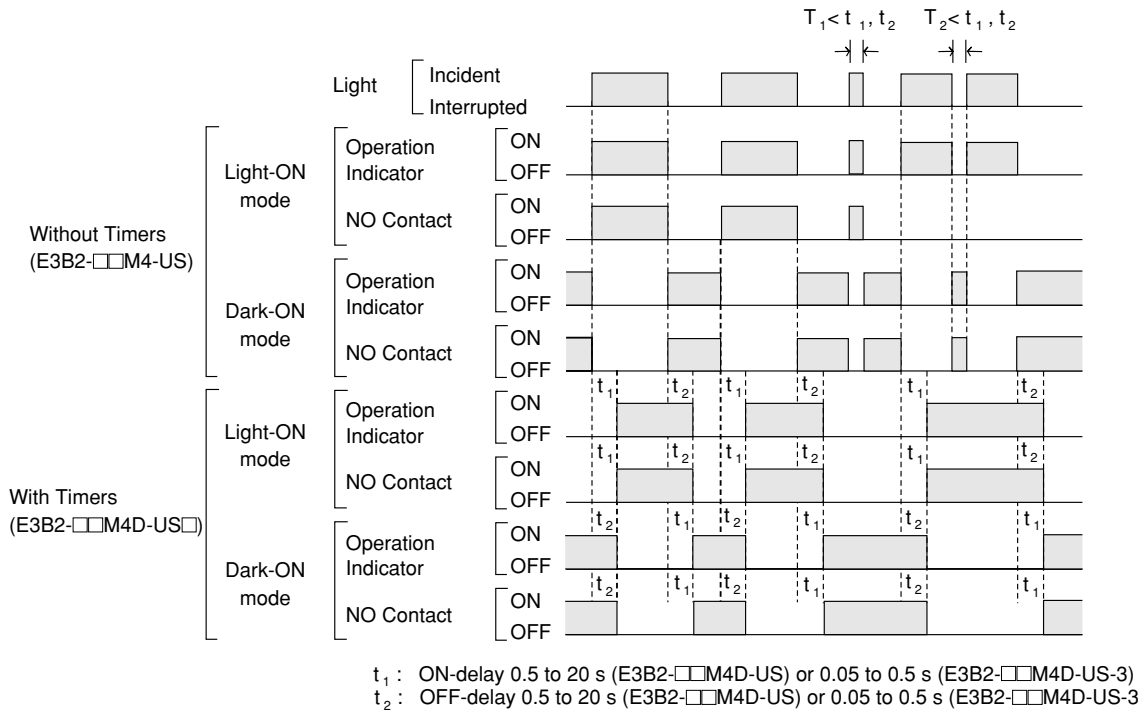 T₁< t ₁ , t₂ T₂< t ₁ , t₂
Light Incident
Interrupted
Without Timers
(E3B2-□□M4-US)
Light-ON
mode
Operation
Indicator
ON
OFF
NO Contact
ON
OFF
Dark-ON
mode
Operation
Indicator
ON
OFF
NO Contact
ON
OFF
With Timers
(E3B2-□□M4D-US□)
Light-ON
mode
Operation
Indicator
ON
OFF
t₁ t₂ t₁ t₂ t₁ t₂
NO Contact
ON
OFF
t₁ t₂ t₁ t₂ t₁ t₂
Dark-ON
mode
Operation
Indicator
ON
OFF
t₂ t₁ t₂ t₁ t₂ t₁
NO Contact
ON
OFF
t₂ t₁ t₂ t₁ t₂ t₁
t ₁ : ON-delay 0.5 to 20 s (E3B2-□□M4D-US) or 0.05 to 0.5 s (E3B2-□□M4D-US-3)
t ₂ : OFF-delay 0.5 to 20 s (E3B2-□□M4D-US) or 0.05 to 0.5 s (E3B2-□□M4D-US-3